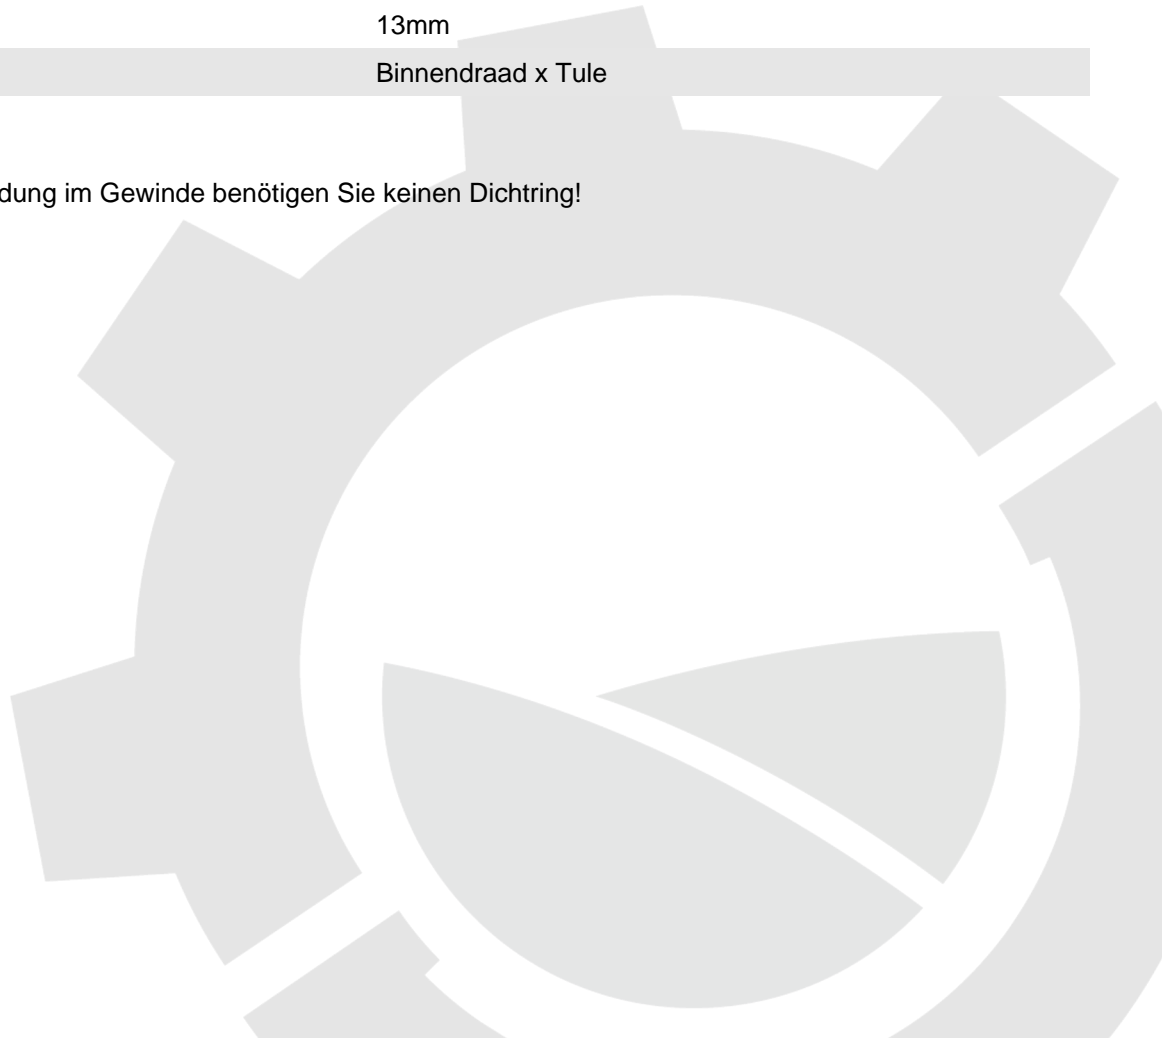 13mm
Binnendraad x Tule
dung im Gewinde benötigen Sie keinen Dichtring!